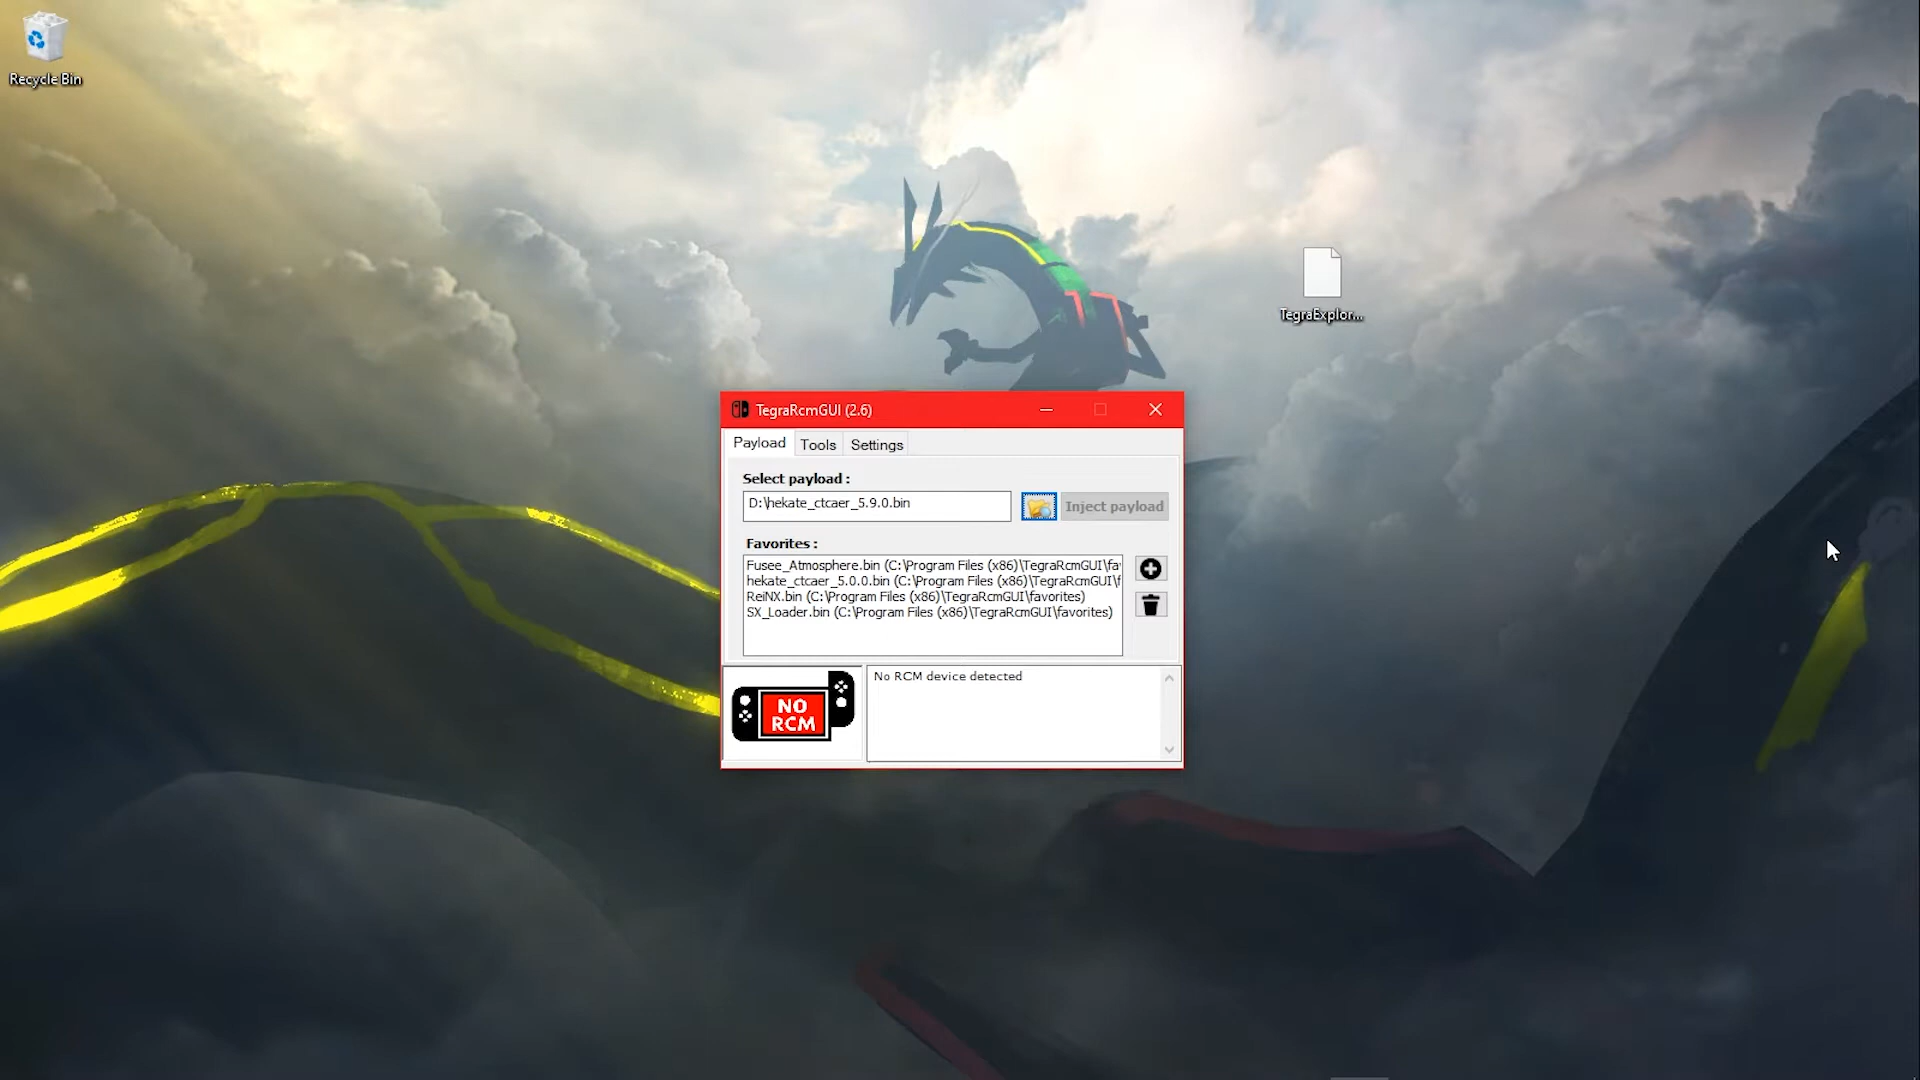 Recycle Bin
TegraExplor...
TegraRcmGUI (2.6)
Payload
Tools
Settings
Select payload :
D:\hekate_ctcaer_5.9.0.bin
Inject payload
Favorites :
Fusee_Atmosphere.bin (C:\Program Files (x86)\TegraRcmGUI\fa
hekate_ctcaer_5.0.0.bin (C:\Program Files (x86)\TegraRcmGUI\f
ReiNX.bin (C:\Program Files (x86)\TegraRcmGUI\favorites)
SX_Loader.bin (C:\Program Files (x86)\TegraRcmGUI\favorites)
NO
RCM
No RCM device detected